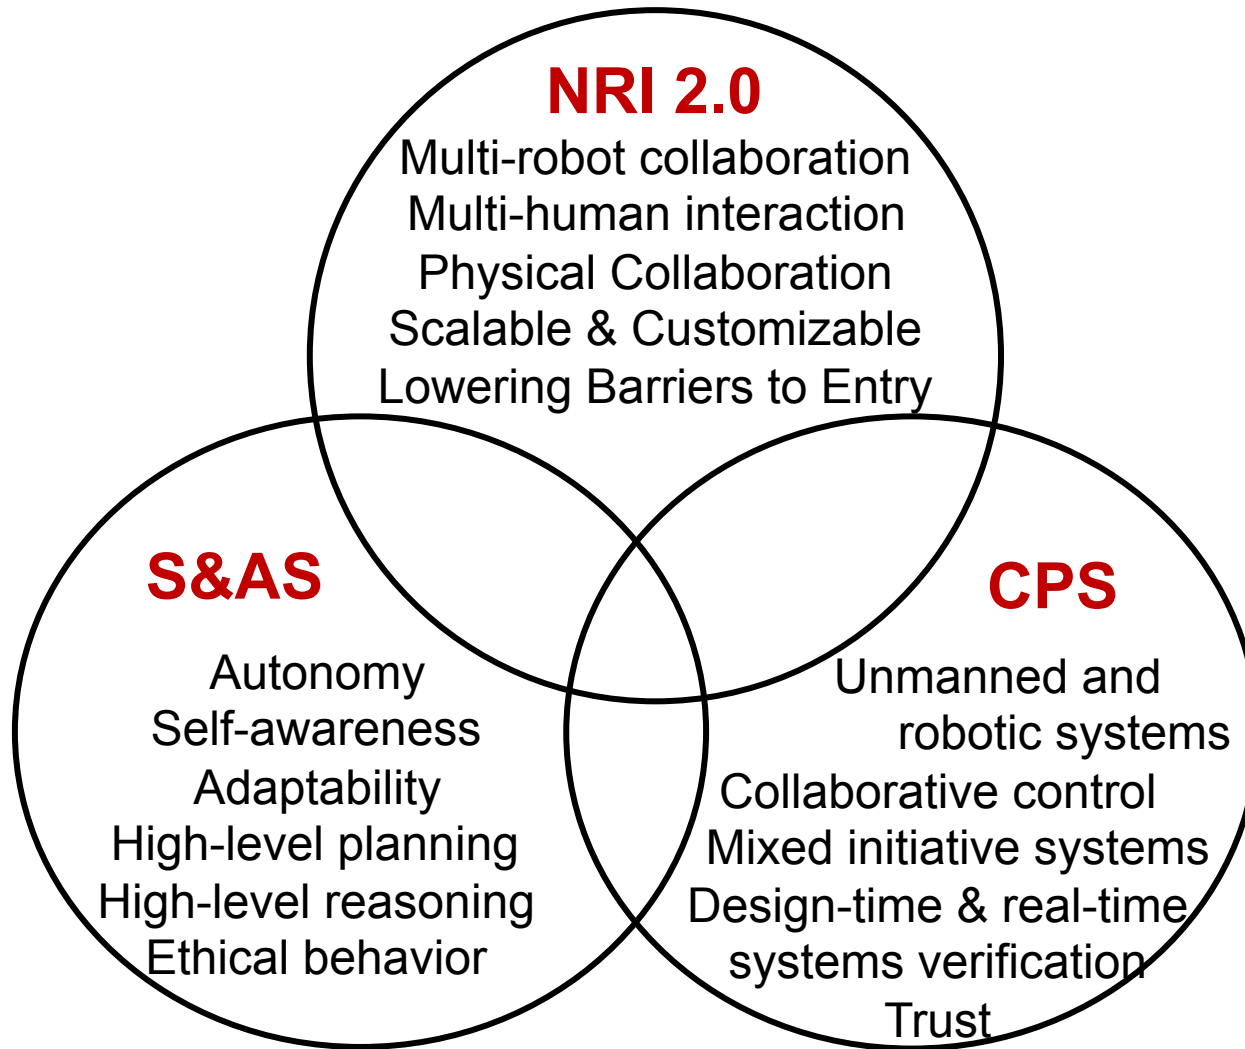 NRI 2.0
Multi-robot collaboration
Multi-human interaction
Physical Collaboration
Scalable & Customizable
Lowering Barriers to Entry
S&AS
Autonomy
Self-awareness
Adaptability
High-level planning
High-level reasoning
Ethical behavior
CPS
Unmanned and
robotic systems
Collaborative control
Mixed initiative systems
Design-time & real-time
systems verification
Trust